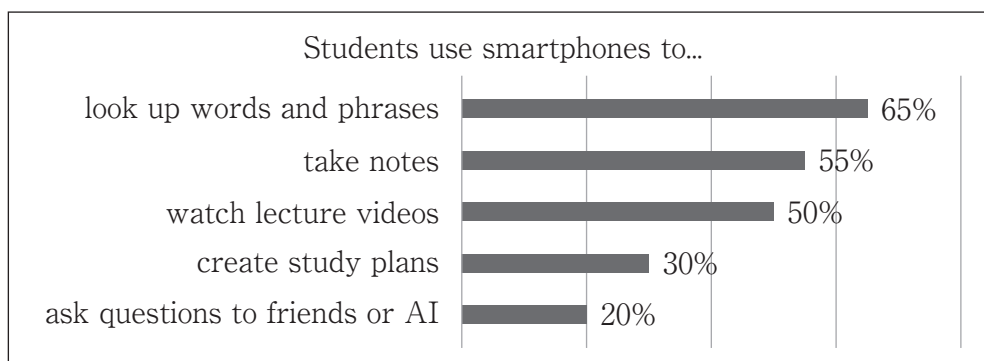 Students use smartphones to...
look up words and phrases 65%
take notes 55%
watch lecture videos 50%
create study plans 30%
ask questions to friends or AI 20%